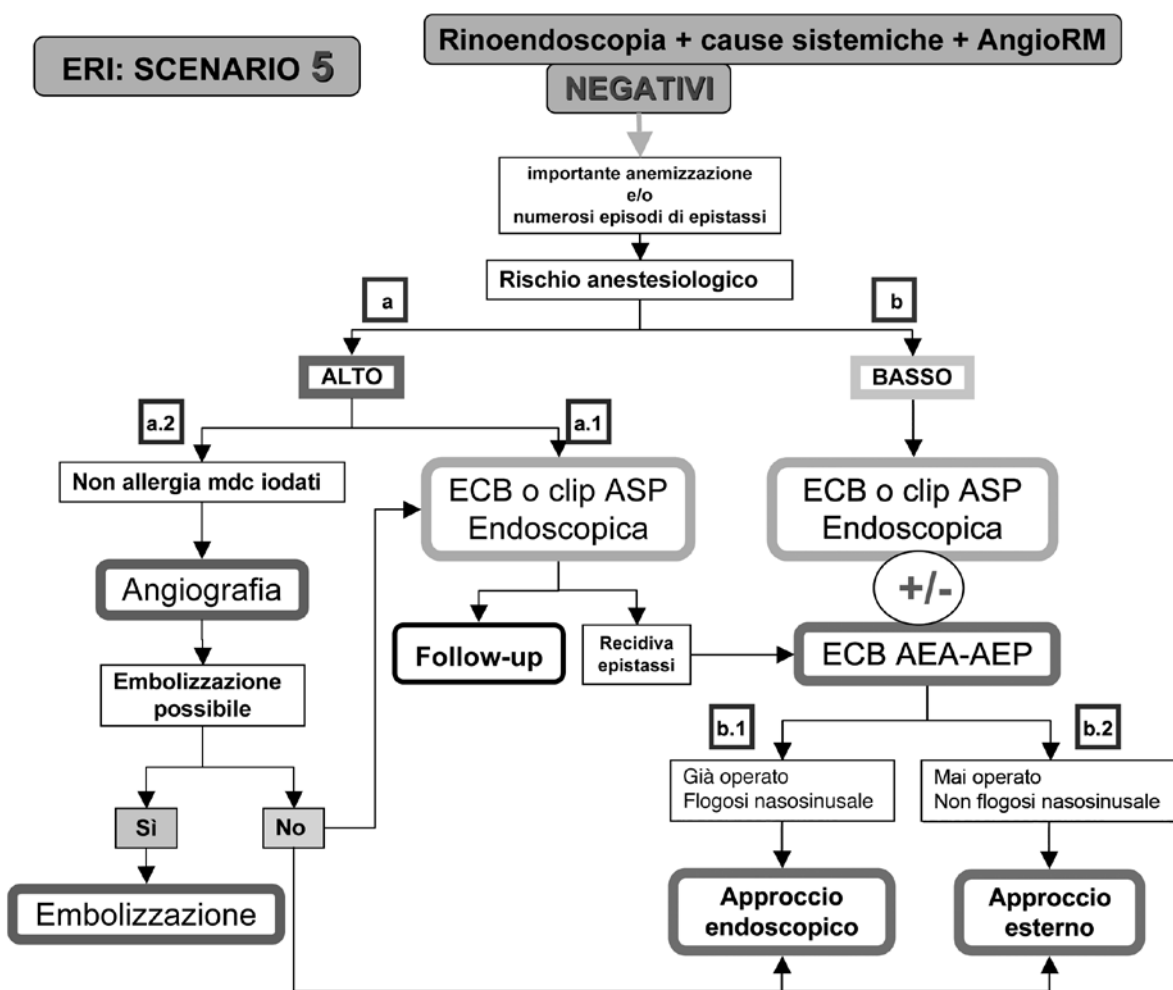 ERI: SCENARIO 5
Rinoendoscopia + cause sistemiche + AngioRM
NEGATIVI
importante anemizzazione
e/o
numerosi episodi di epistassi
Rischio anestesiologico
a
b
ALTO
BASSO
a.2
a.1
Non allergia mdc iodati
ECB o clip ASP
Endoscopica
ECB o clip ASP
Endoscopica
Angiografia
+/-
Follow-up
Recidiva
epistassi
ECB AEA-AEP
Embolizzazione
possibile
b.1
b.2
Già operato
Flogosi nasosinusale
Mai operato
Non flogosi nasosinusale
Sì
No
Embolizzazione
Approccio
endoscopico
Approccio
esterno